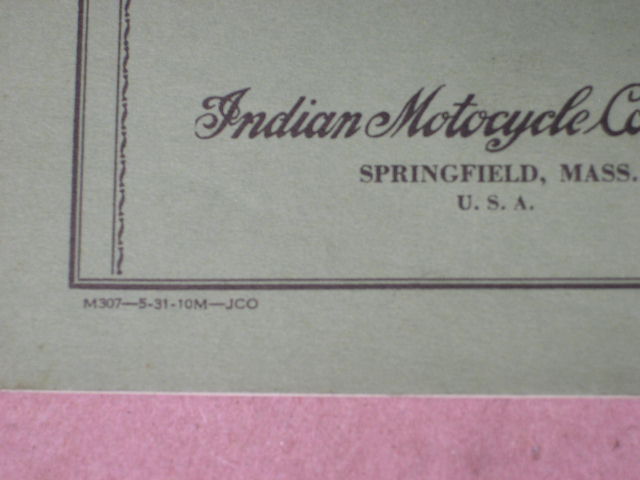 Indian Motocycle Co
SPRINGFIELD, MASS.
U. S. A.
M307—5-31-10M—JCO